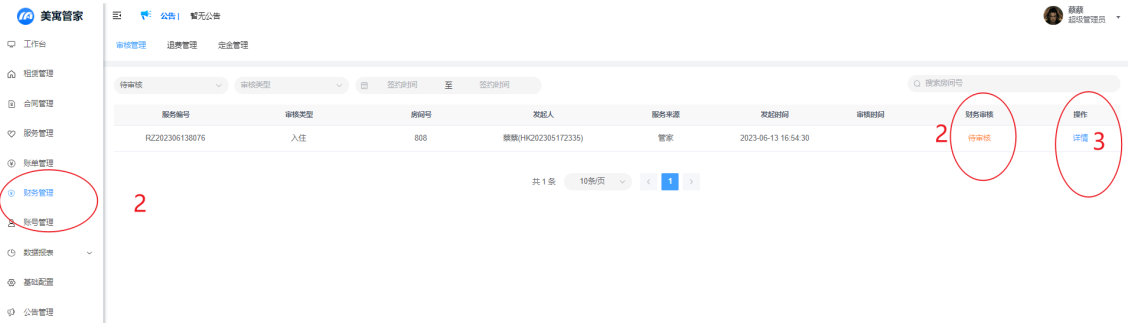 美寓管家
公告 | 暂无公告
蔡蔡
超级管理员
工作台
审核管理 退费管理 定金管理
租赁管理
待审核 审核类型 签约时间 至 签约时间 搜索房间号
合同管理
服务编号 审核类型 房间号 发起人 服务来源 发起时间 审核时间 财务审核 操作
服务管理
RZ202306138076 入住 808 蔡蔡(HK202305172335) 管家 2023-06-13 16:54:30 2 待审核 详情 3
账单管理
共 1 条 10条/页 1
财务管理
2
账号管理
数据报表
基础配置
公告管理